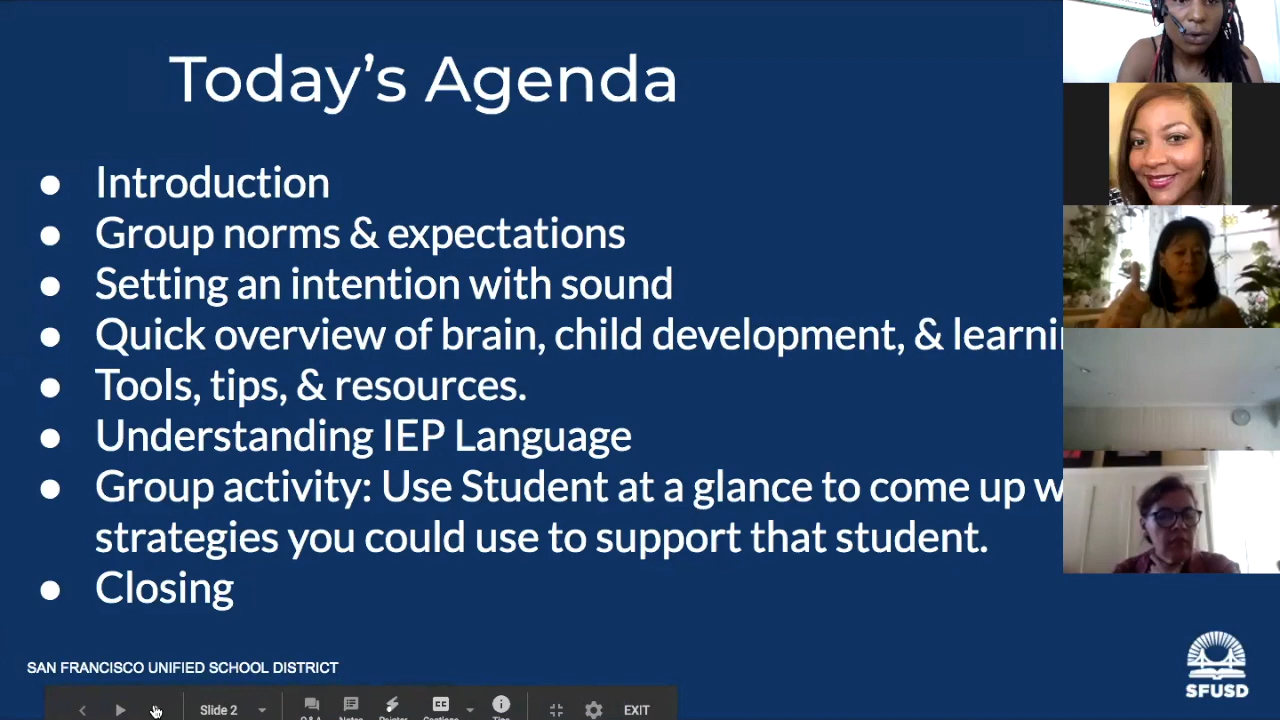 Today's Agenda
● Introduction
● Group norms & expectations
● Setting an intention with sound
● Quick overview of brain, child development, &
● Tools, tips, & resources.
● Understanding IEP Language
● Group activity: Use Student at a glance to come up
strategies you could use to support that student.
● Closing
SAN FRANCISCO UNIFIED SCHOOL DISTRICT
SFUSD
Slide 2
EXIT